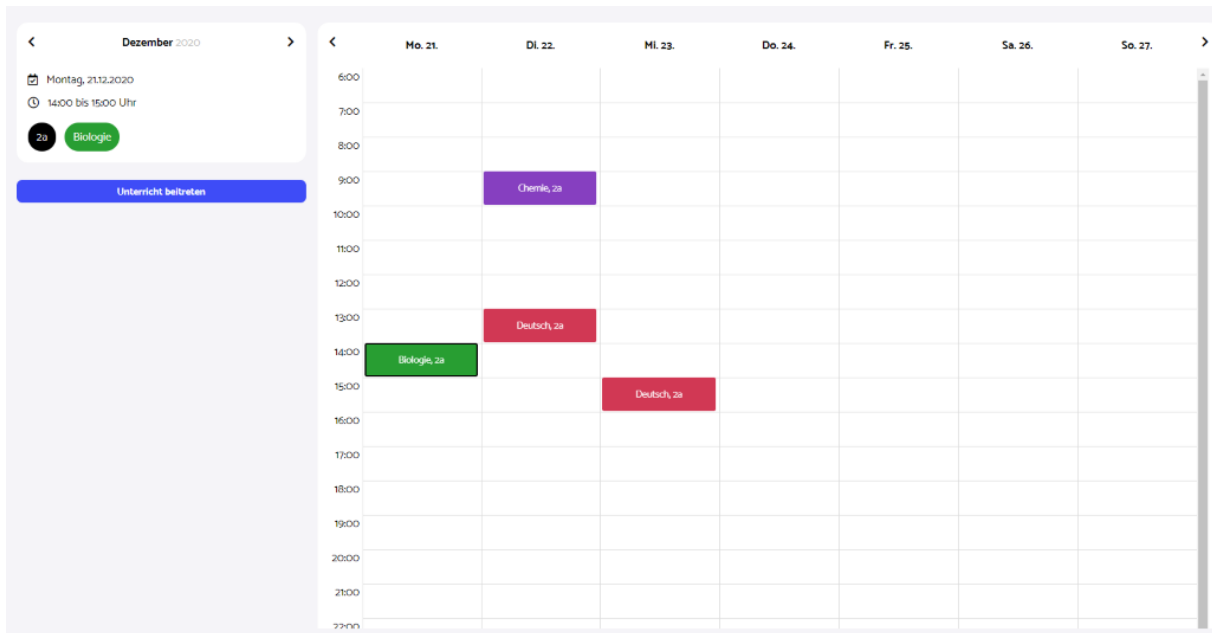 Dezember 2020
Montag, 21.12.2020
14:00 bis 15:00 Uhr
2a Biologie
Unterricht beitreten
Mo. 21. Di. 22. Mi. 23. Do. 24. Fr. 25. Sa. 26. So. 27.
6:00
7:00
8:00
9:00
Chemie, 2a
10:00
11:00
12:00
13:00
Deutsch, 2a
14:00
Biologie, 2a
15:00
Deutsch, 2a
16:00
17:00
18:00
19:00
20:00
21:00
22:00